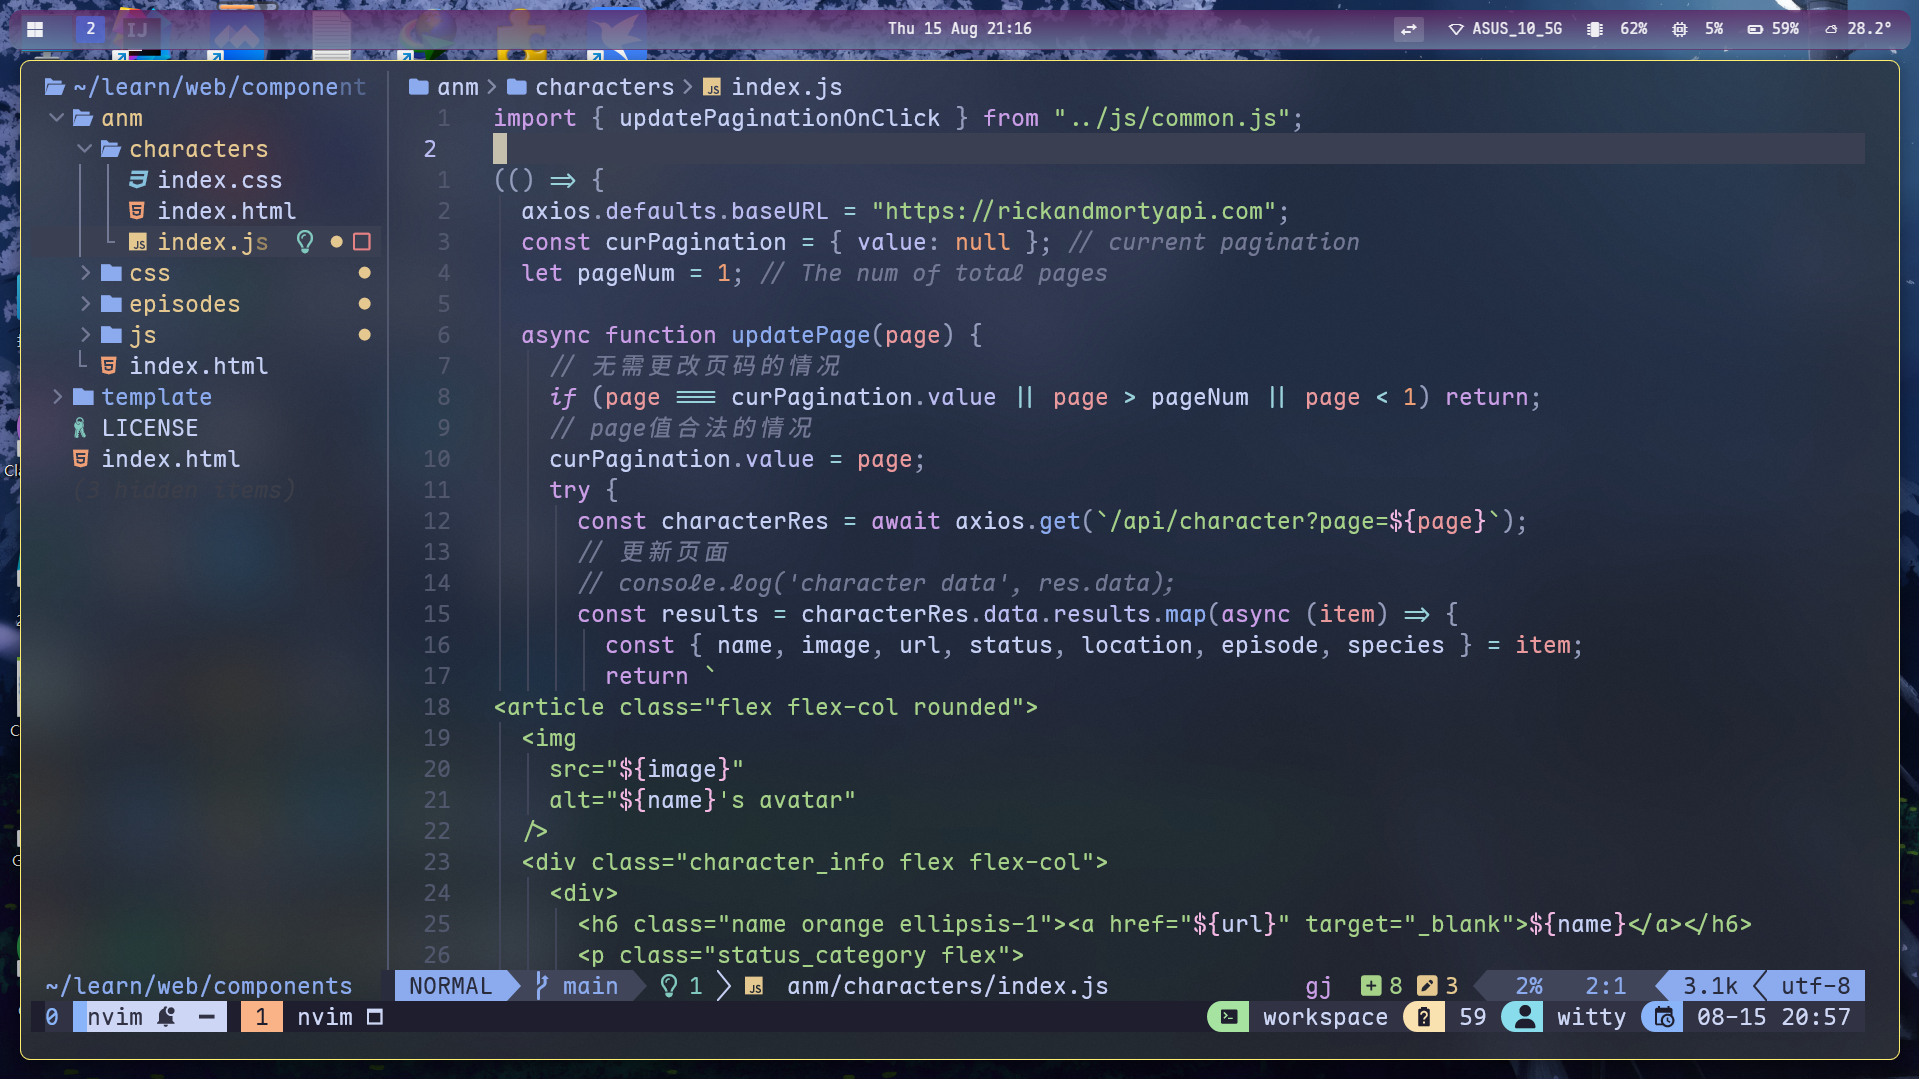 2
IJ
Thu 15 Aug 21:16
ASUS_10_5G 62% 5% 59% 28.2°
~/learn/web/component
anm
characters
index.css
index.html
index.js
css
episodes
js
index.html
template
LICENSE
index.html
(3 hidden items)
anm > characters > index.js
1 import { updatePaginationOnClick } from "../js/common.js";
2
1 (() => {
2 axios.defaults.baseURL = "https://rickandmortyapi.com";
3 const curPagination = { value: null }; // current pagination
4 let pageNum = 1; // The num of total pages
5
6 async function updatePage(page) {
7 // 无需更改页码的情况
8 if (page === curPagination.value || page > pageNum || page < 1) return;
9 // page值合法的情况
10 curPagination.value = page;
11 try {
12 const characterRes = await axios.get(`/api/character?page=${page}`);
13 // 更新页面
14 // console.log('character data', res.data);
15 const results = characterRes.data.results.map(async (item) => {
16 const { name, image, url, status, location, episode, species } = item;
17 return `
18 <article class="flex flex-col rounded">
19 <img
20 src="${image}"
21 alt="${name}'s avatar"
22 />
23 <div class="character_info flex flex-col">
24 <div>
25 <h6 class="name orange ellipsis-1"><a href="${url}" target="_blank">${name}</a></h6>
26 <p class="status_category flex">
~/learn/web/components NORMAL main 1 anm/characters/index.js gj 8 3 2% 2:1 3.1k utf-8
0 nvim 1 nvim workspace 59 witty 08-15 20:57